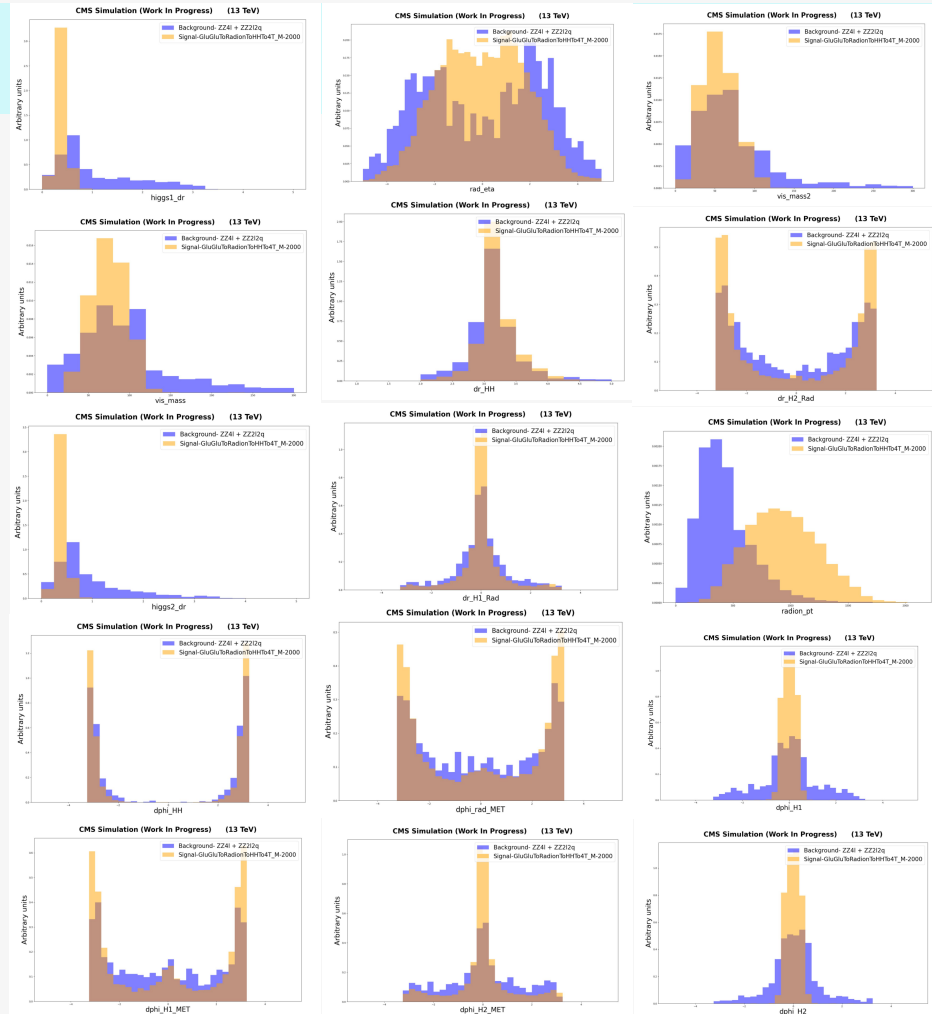 CMS Simulation (Work In Progress) (13 TeV)
Background- ZZ4l + ZZ2l2q
Signal-GluGluToRadionToHHTo4T_M-2000
Arbitrary units
higgs1_dr
CMS Simulation (Work In Progress) (13 TeV)
Background- ZZ4l + ZZ2l2q
Signal-GluGluToRadionToHHTo4T_M-2000
Arbitrary units
rad_eta
CMS Simulation (Work In Progress) (13 TeV)
Background- ZZ4l + ZZ2l2q
Signal-GluGluToRadionToHHTo4T_M-2000
Arbitrary units
vis_mass2
CMS Simulation (Work In Progress) (13 TeV)
Background- ZZ4l + ZZ2l2q
Signal-GluGluToRadionToHHTo4T_M-2000
Arbitrary units
vis_mass
CMS Simulation (Work In Progress) (13 TeV)
Background- ZZ4l + ZZ2l2q
Signal-GluGluToRadionToHHTo4T_M-2000
Arbitrary units
dr_HH
CMS Simulation (Work In Progress) (13 TeV)
Background- ZZ4l + ZZ2l2q
Signal-GluGluToRadionToHHTo4T_M-2000
Arbitrary units
dr_H2_Rad
CMS Simulation (Work In Progress) (13 TeV)
Background- ZZ4l + ZZ2l2q
Signal-GluGluToRadionToHHTo4T_M-2000
Arbitrary units
higgs2_dr
CMS Simulation (Work In Progress) (13 TeV)
Background- ZZ4l + ZZ2l2q
Signal-GluGluToRadionToHHTo4T_M-2000
Arbitrary units
dr_H1_Rad
CMS Simulation (Work In Progress) (13 TeV)
Background- ZZ4l + ZZ2l2q
Signal-GluGluToRadionToHHTo4T_M-2000
Arbitrary units
radion_pt
CMS Simulation (Work In Progress) (13 TeV)
Background- ZZ4l + ZZ2l2q
Signal-GluGluToRadionToHHTo4T_M-2000
Arbitrary units
dphi_HH
CMS Simulation (Work In Progress) (13 TeV)
Background- ZZ4l + ZZ2l2q
Signal-GluGluToRadionToHHTo4T_M-2000
Arbitrary units
dphi_rad_MET
CMS Simulation (Work In Progress) (13 TeV)
Background- ZZ4l + ZZ2l2q
Signal-GluGluToRadionToHHTo4T_M-2000
Arbitrary units
dphi_H1
CMS Simulation (Work In Progress) (13 TeV)
Background- ZZ4l + ZZ2l2q
Signal-GluGluToRadionToHHTo4T_M-2000
Arbitrary units
dphi_H1_MET
CMS Simulation (Work In Progress) (13 TeV)
Background- ZZ4l + ZZ2l2q
Signal-GluGluToRadionToHHTo4T_M-2000
Arbitrary units
dphi_H2_MET
CMS Simulation (Work In Progress) (13 TeV)
Background- ZZ4l + ZZ2l2q
Signal-GluGluToRadionToHHTo4T_M-2000
Arbitrary units
dphi_H2